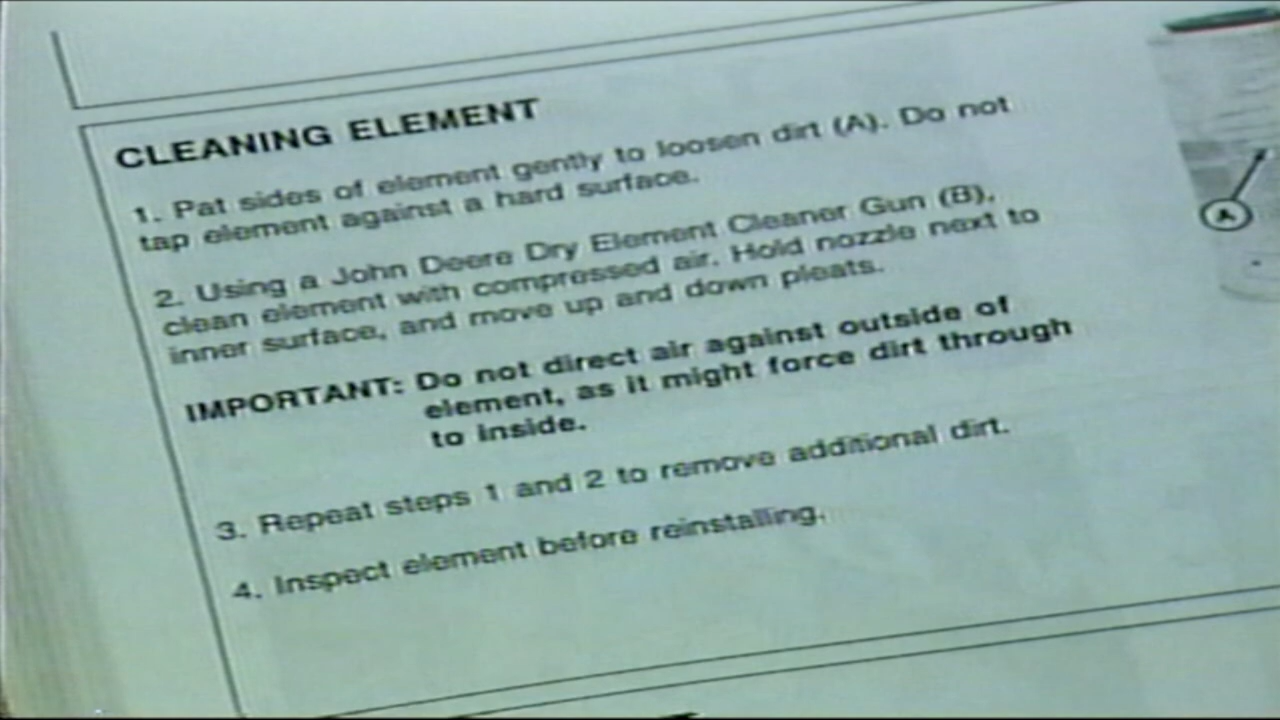 CLEANING ELEMENT
1. Pat sides of element gently to loosen dirt (A). Do not
tap element against a hard surface.
2. Using a John Deere Dry Element Cleaner Gun (B),
clean element with compressed air. Hold nozzle next to
inner surface, and move up and down pleats.
IMPORTANT: Do not direct air against outside of
element, as it might force dirt through
to inside.
3. Repeat steps 1 and 2 to remove additional dirt.
4. Inspect element before reinstalling.
A